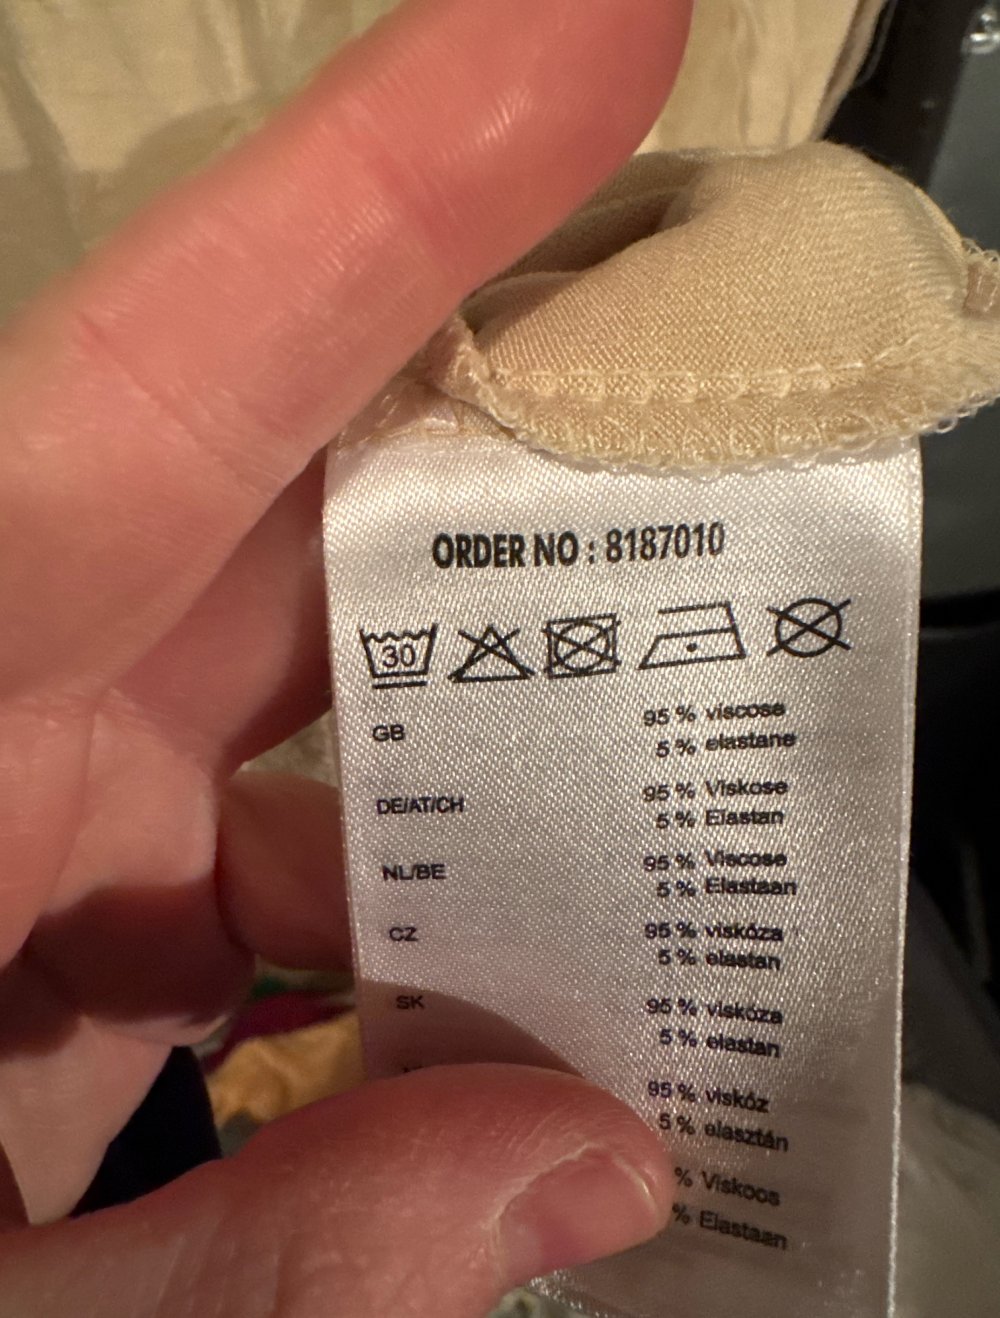 ORDER NO : 8187010
30
GB 95 % viscose
5 % elastane
DE/AT/CH 95 % Viskose
5 % Elastan
NL/BE 95 % Viscose
5 % Elastaan
CZ 95 % viskóza
5 % elastan
SK 95 % viskóza
5 % elastan
95 % viskóz
5 % elasztán
% Viskoos
% Elastaan